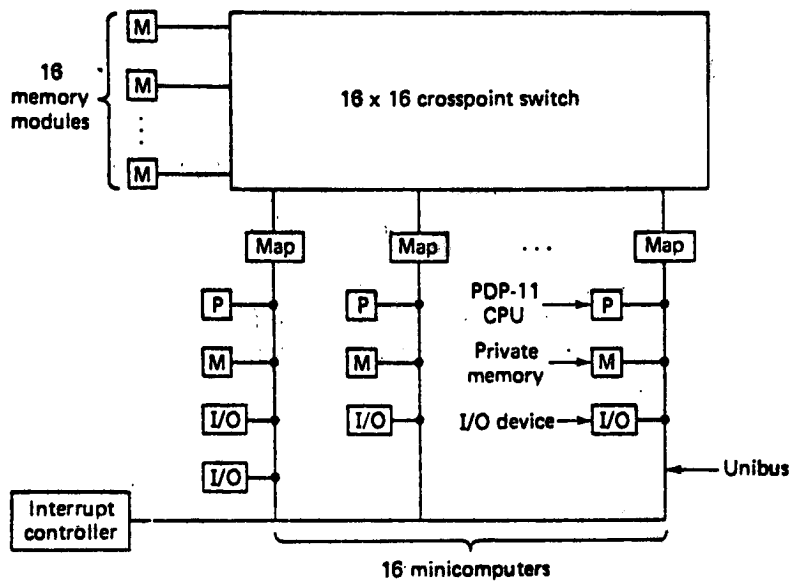 M
16
memory
modules
M
M
16 x 16 crosspoint switch
Map
Map
Map
P
P
PDP-11
CPU
P
M
M
Private
memory
M
I/O
I/O
I/O device
I/O
I/O
Unibus
Interrupt
controller
16 minicomputers